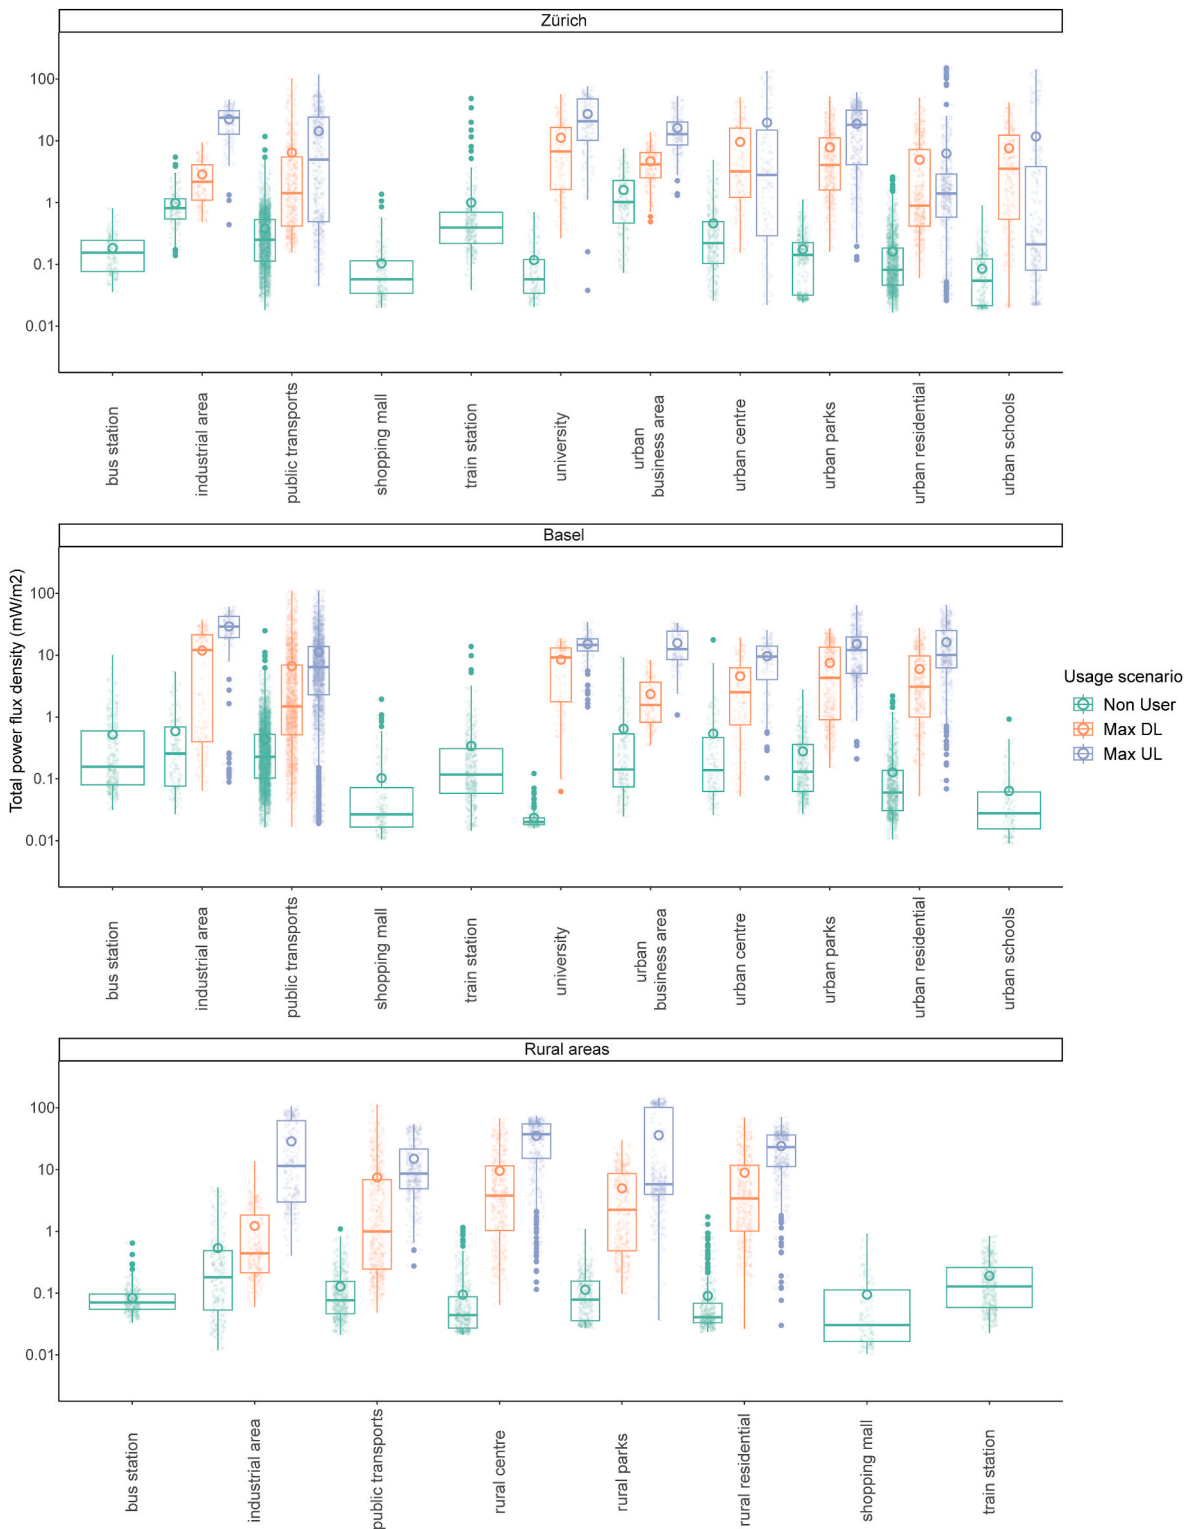 Zürich
100
10
1
0.1
0.01
bus station
industrial area
public transports
shopping mall
train station
university
urban
business area
urban centre
urban parks
urban residential
urban schools
Total power flux density (mW/m2)
Basel
100
10
1
0.1
0.01
bus station
industrial area
public transports
shopping mall
train station
university
urban
business area
urban centre
urban parks
urban residential
urban schools
Usage scenario
Non User
Max DL
Max UL
Rural areas
100
10
1
0.1
0.01
bus station
industrial area
public transports
rural centre
rural parks
rural residential
shopping mall
train station